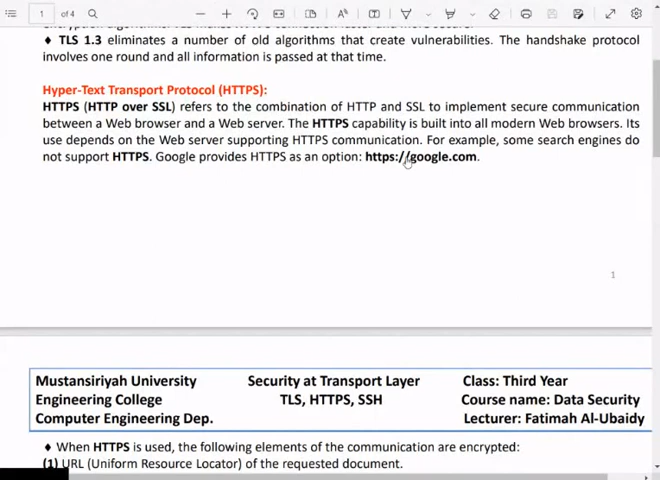 1 of 4
♦ TLS 1.3 eliminates a number of old algorithms that create vulnerabilities. The handshake protocol
involves one round and all information is passed at that time.
Hyper-Text Transport Protocol (HTTPS):
HTTPS (HTTP over SSL) refers to the combination of HTTP and SSL to implement secure communication
between a Web browser and a Web server. The HTTPS capability is built into all modern Web browsers. Its
use depends on the Web server supporting HTTPS communication. For example, some search engines do
not support HTTPS. Google provides HTTPS as an option: https://google.com.
1
Mustansiriyah University Security at Transport Layer Class: Third Year
Engineering College TLS, HTTPS, SSH Course name: Data Security
Computer Engineering Dep. Lecturer: Fatimah Al-Ubaidy
♦ When HTTPS is used, the following elements of the communication are encrypted:
(1) URL (Uniform Resource Locator) of the requested document.